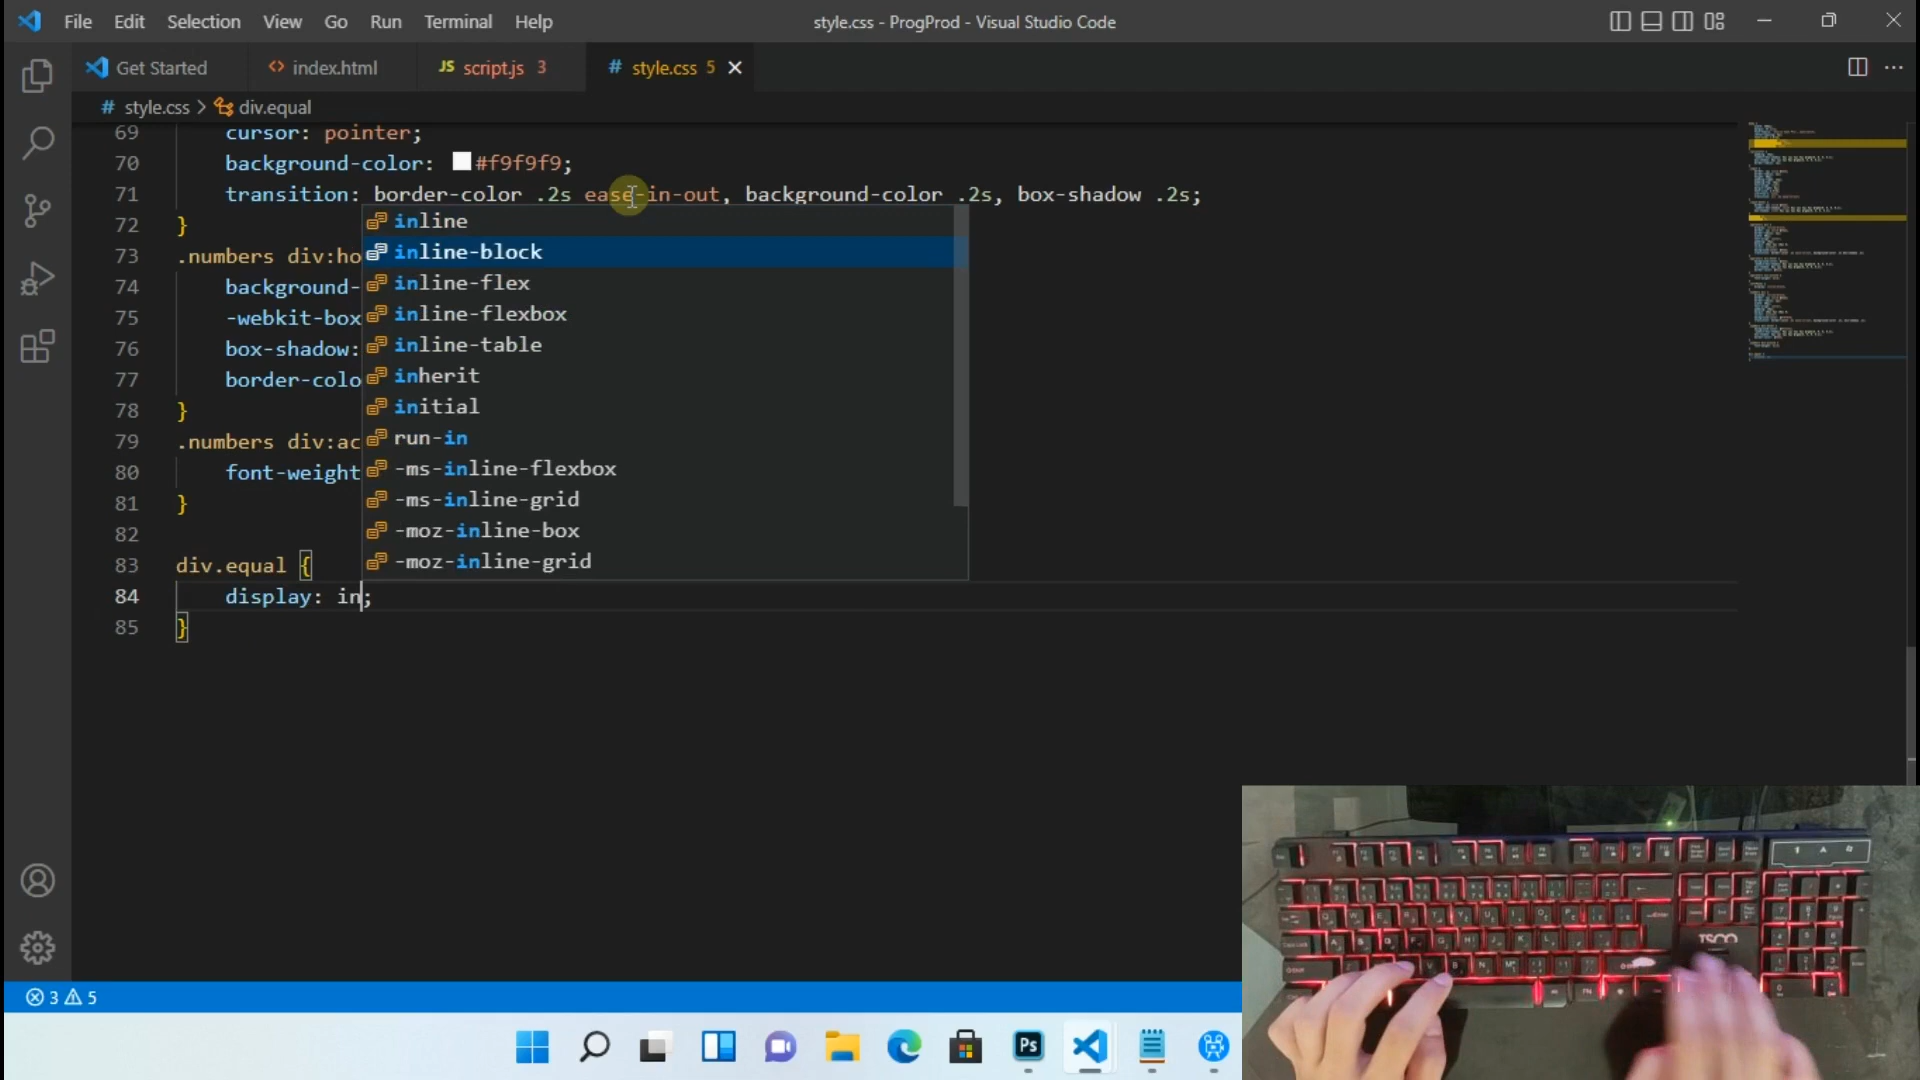 File Edit Selection View Go Run Terminal Help
style.css - ProgProd - Visual Studio Code
Get Started
<> index.html
JS script.js 3
# style.css 5
# style.css > div.equal
69 cursor: pointer;
70 background-color: #f9f9f9;
71 transition: border-color .2s ease-in-out, background-color .2s, box-shadow .2s;
72 }
73 .numbers div:ho
74 background-
75 -webkit-box
76 box-shadow:
77 border-colo
78 }
79 .numbers div:ac
80 font-weight
81 }
82
83 div.equal {
84 display: in;
85 }
inline
inline-block
inline-flex
inline-flexbox
inline-table
inherit
initial
run-in
-ms-inline-flexbox
-ms-inline-grid
-moz-inline-box
-moz-inline-grid
3 5
Ps
TSCO